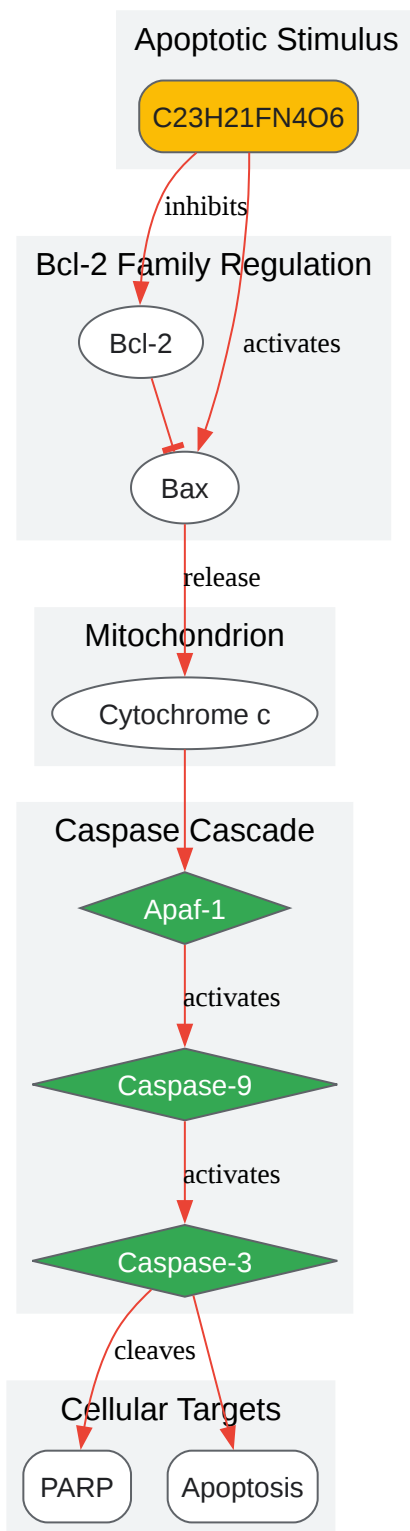 Apoptotic Stimulus
C23H21FN4O6
inhibits
Bcl-2 Family Regulation
Bcl-2
activates
Bax
release
Mitochondrion
Cytochrome c
Caspase Cascade
Apaf-1
activates
Caspase-9
activates
Caspase-3
cleaves
Cellular Targets
PARP
Apoptosis